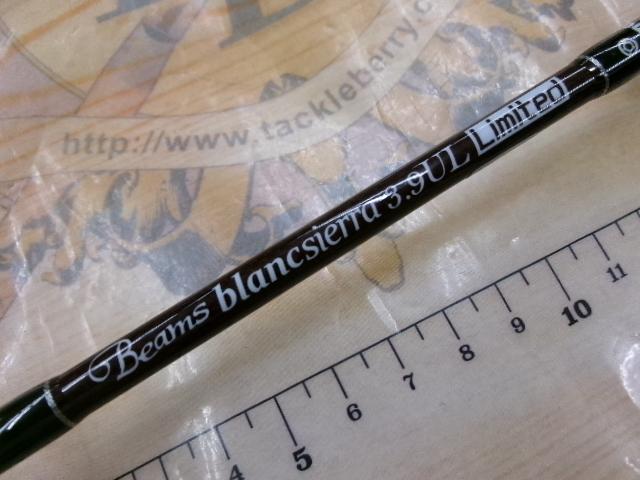 http://www.tackleberry.c
Beams blancsierra 3.9UL Limited
4 5 6 7 8 9 10 11